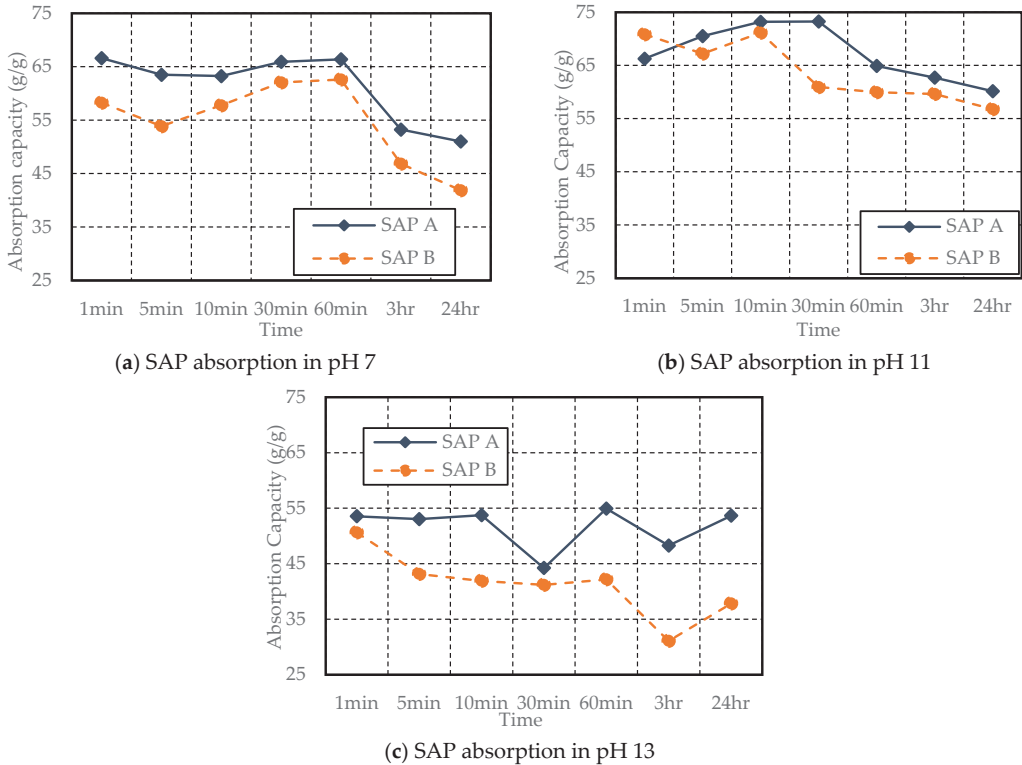 Absorption capacity (g/g)
75
65
55
45
35
25
SAP A
SAP B
1min 5min 10min 30min 60min 3hr 24hr
Time
(a) SAP absorption in pH 7
Absorption Capacity (g/g)
75
65
55
45
35
25
SAP A
SAP B
1min 5min 10min 30min 60min 3hr 24hr
Time
(b) SAP absorption in pH 11
Absorption Capacity (g/g)
75
65
55
45
35
25
SAP A
SAP B
1min 5min 10min 30min 60min 3hr 24hr
Time
(c) SAP absorption in pH 13